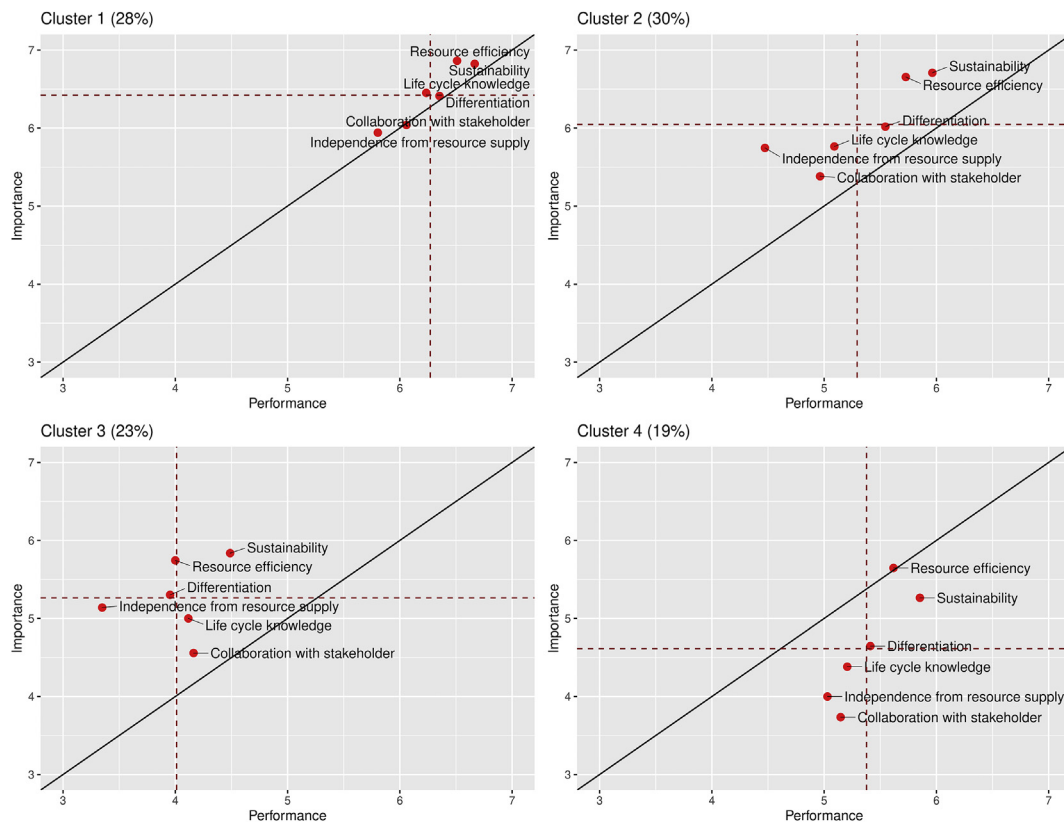 Cluster 1 (28%)
7
6
5
4
3
Importance
Resource efficiency
Sustainability
Life cycle knowledge
Differentiation
Collaboration with stakeholder
Independence from resource supply
3 4 5 6 7
Performance
Cluster 2 (30%)
7
6
5
4
3
Importance
Sustainability
Resource efficiency
Differentiation
Life cycle knowledge
Independence from resource supply
Collaboration with stakeholder
3 4 5 6 7
Performance
Cluster 3 (23%)
7
6
5
4
3
Importance
Sustainability
Resource efficiency
Differentiation
Independence from resource supply
Life cycle knowledge
Collaboration with stakeholder
3 4 5 6 7
Performance
Cluster 4 (19%)
7
6
5
4
3
Importance
Resource efficiency
Sustainability
Differentiation
Life cycle knowledge
Independence from resource supply
Collaboration with stakeholder
3 4 5 6 7
Performance